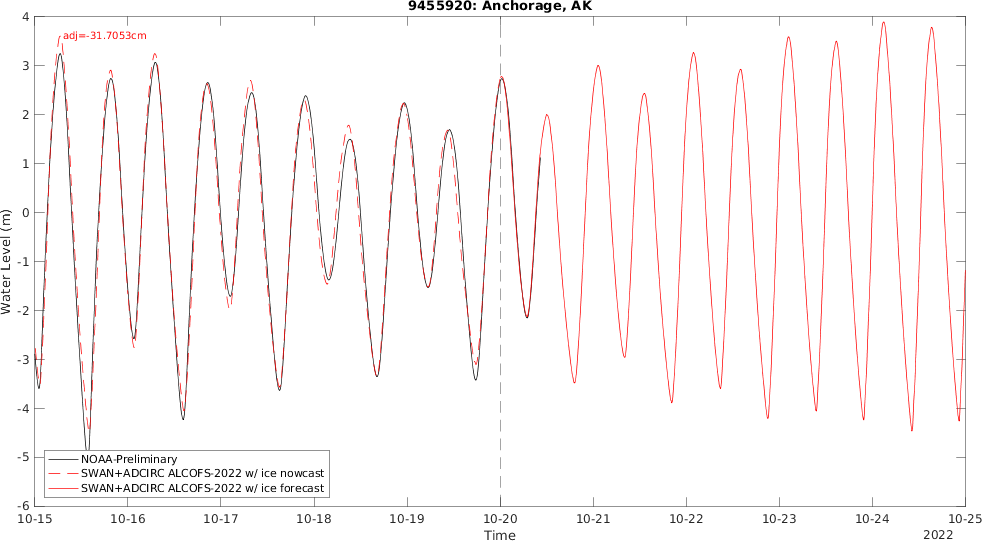 9455920: Anchorage, AK
adj=-31.7053cm
4
3
2
1
0
-1
-2
-3
-4
-5
-6
Water Level (m)
NOAA-Preliminary
SWAN+ADCIRC ALCOFS-2022 w/ ice nowcast
SWAN+ADCIRC ALCOFS-2022 w/ ice forecast
10-15 10-16 10-17 10-18 10-19 10-20 10-21 10-22 10-23 10-24 10-25
Time
2022